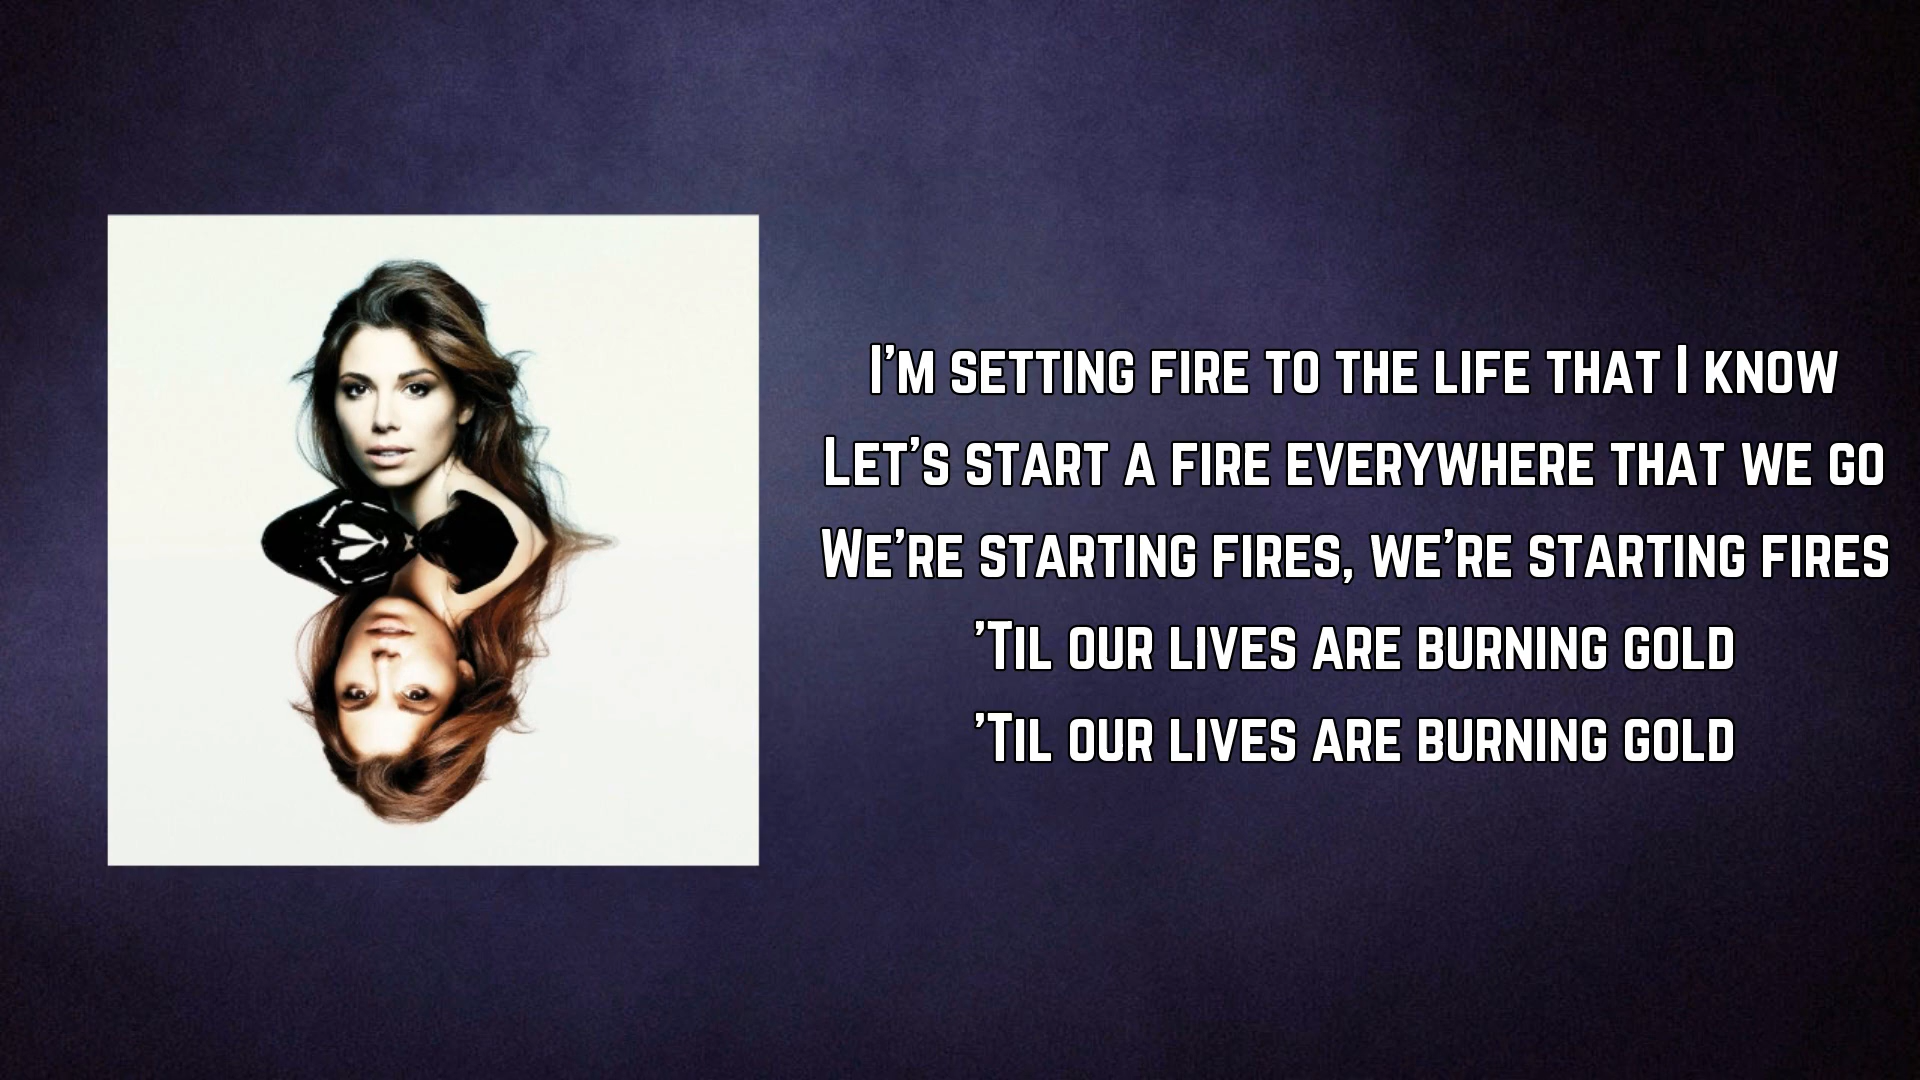 I'm setting fire to the life that I know
Let's start a fire everywhere that we go
We're starting fires, we're starting fires
'Til our lives are burning gold
'Til our lives are burning gold